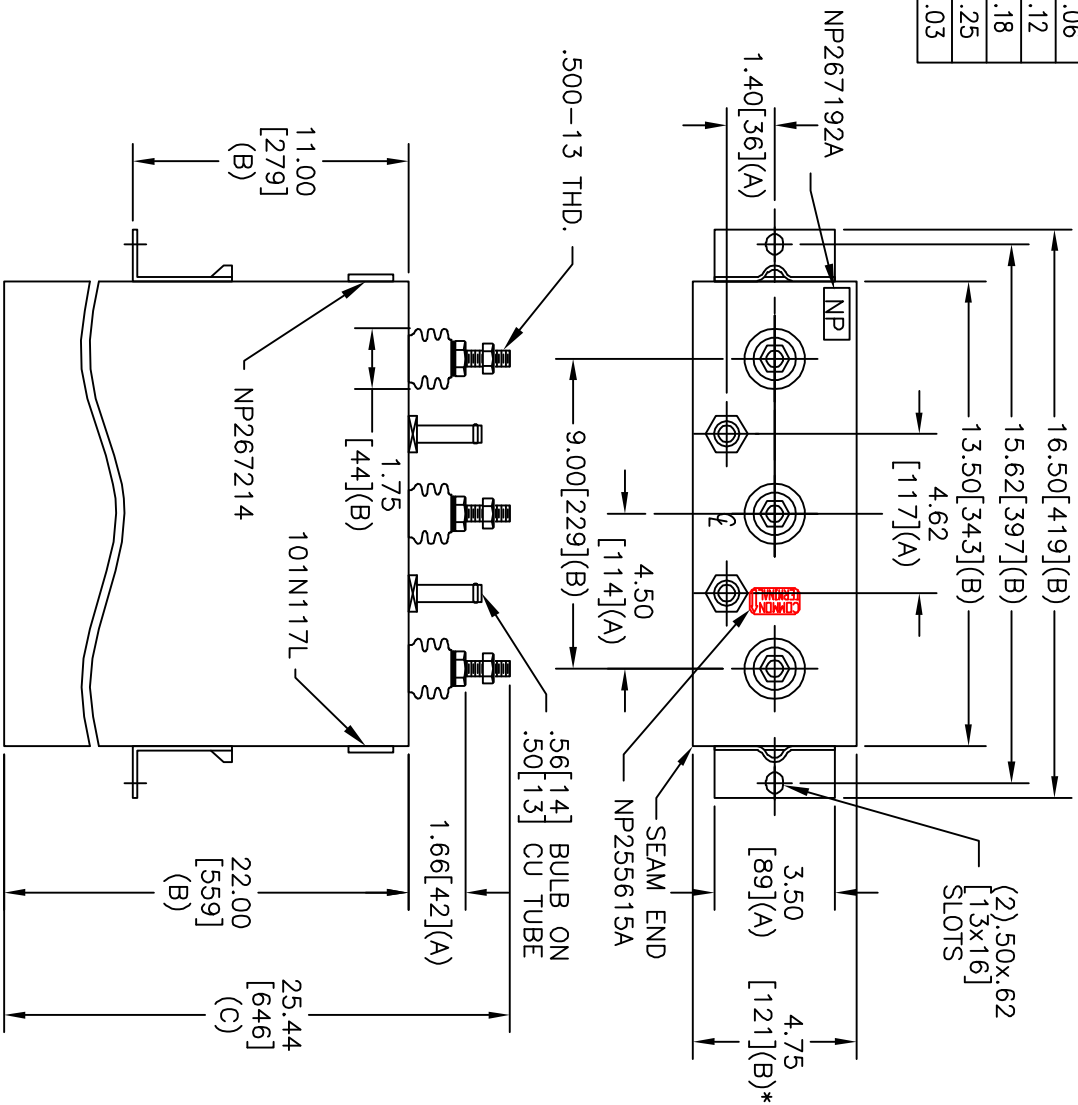 .06
.12
.18
.25
.03
NP267192A
1.40[36](A)
.500-13 THD.
11.00
[279]
(B)
NP
16.50[419](B)
15.62[397](B)
13.50[343](B)
4.62
[117](A)
CL
COMMON
TERMINAL
9.00[229](B)
4.50
[114](A)
(2).50x.62
[13x16]
SLOTS
3.50
[89](A)
4.75
[121](B)*
SEAM END
NP255615A
1.75
[44](B)
NP267214
101N117L
.56[14] BULB ON
.50[13] CU TUBE
1.66[42](A)
22.00
[559]
(B)
25.44
[646]
(C)